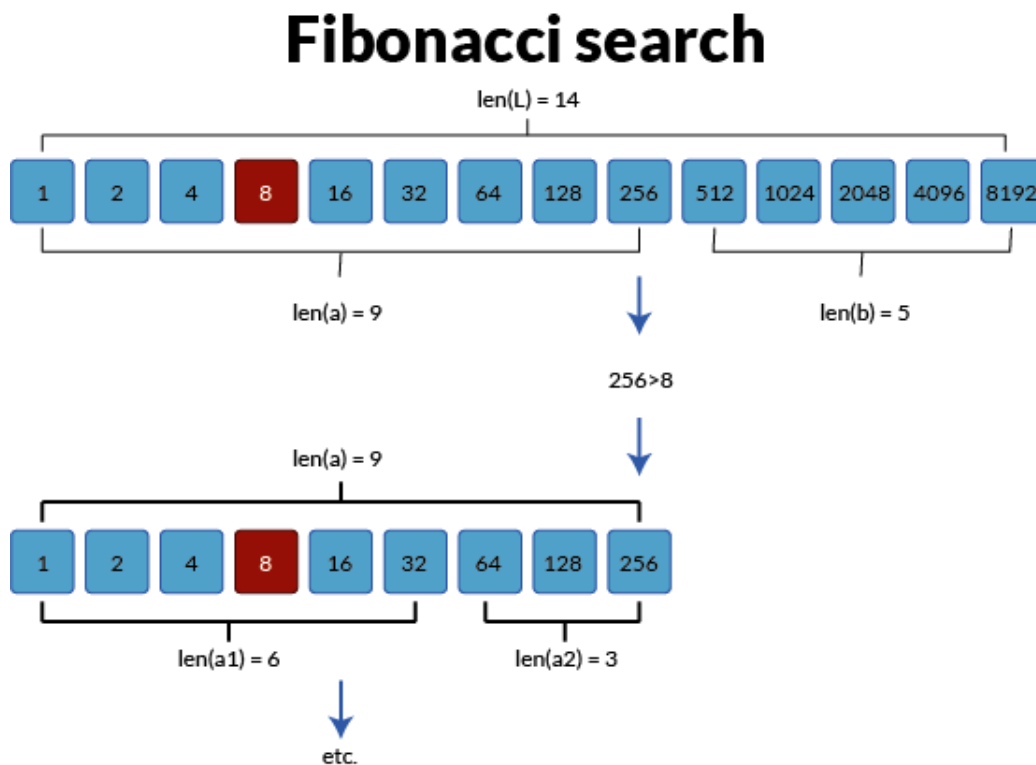 Fibonacci search
len(L) = 14
1 2 4 8 16 32 64 128 256 512 1024 2048 4096 8192
len(a) = 9 len(b) = 5
256>8
len(a) = 9
1 2 4 8 16 32 64 128 256
len(a1) = 6 len(a2) = 3
etc.